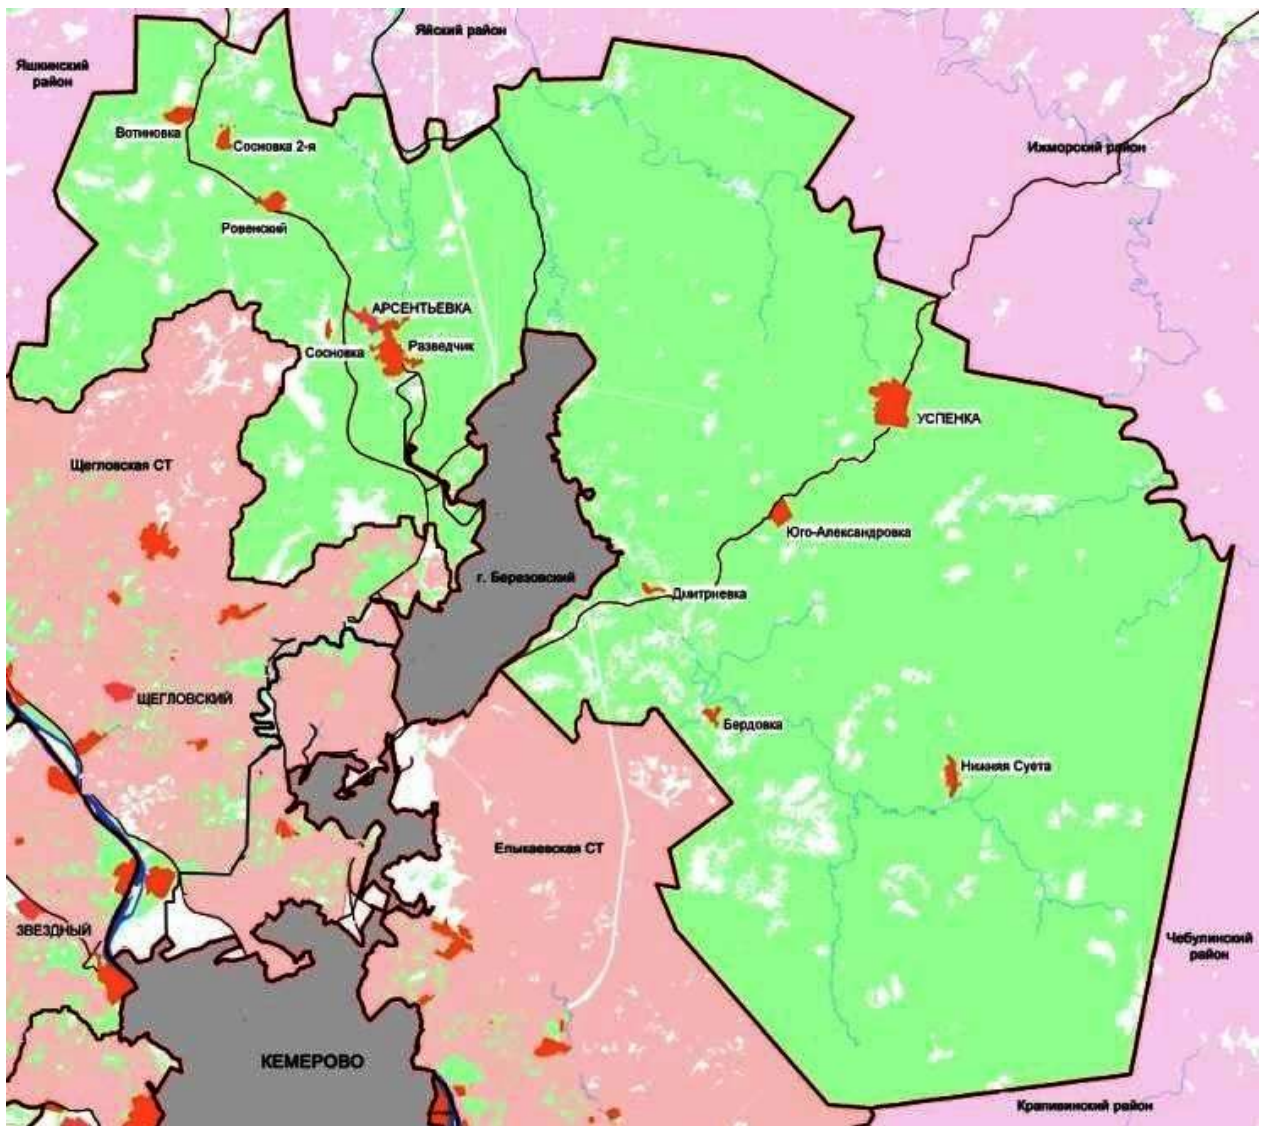 Яйский район
Яшкинский
район
Вотиновка
Сосновка 2-я
Ижморский район
Ровенский
АРСЕНТЬЕВКА
Разведчик
Сосновка
УСПЕНКА
Щегловская СТ
Юго-Александровка
г. Березовский
Дмитриевка
ЩЕГЛОВСКИЙ
Бердовка
Нижняя Суета
Елыкаевская СТ
ЗВЕЗДНЫЙ
Чебулинский
район
КЕМЕРОВО
Крапивинский район